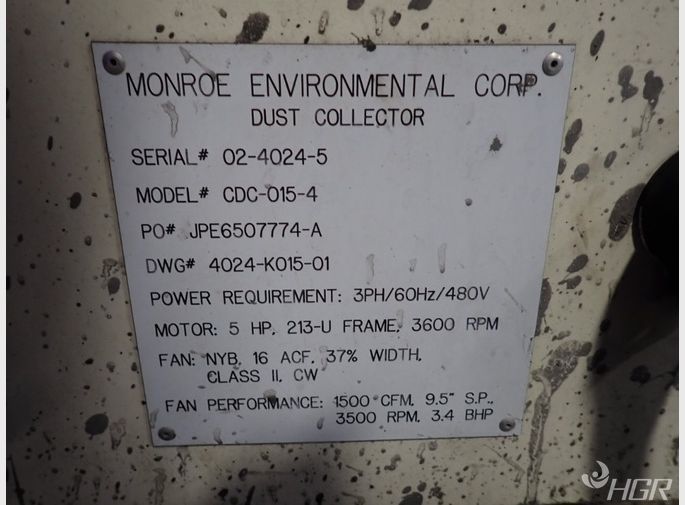 MONROE ENVIRONMENTAL CORP.
DUST COLLECTOR
SERIAL# 02-4024-5
MODEL# CDC-015-4
PO# JPE6507774-A
DWG# 4024-K015-01
POWER REQUIREMENT: 3PH/60Hz/480V
MOTOR: 5 HP, 213-U FRAME, 3600 RPM
FAN: NYB, 16 ACF, 37% WIDTH,
CLASS II, CW
FAN PERFORMANCE: 1500 CFM, 9.5" S.P.,
3500 RPM, 3.4 BHP
HGR